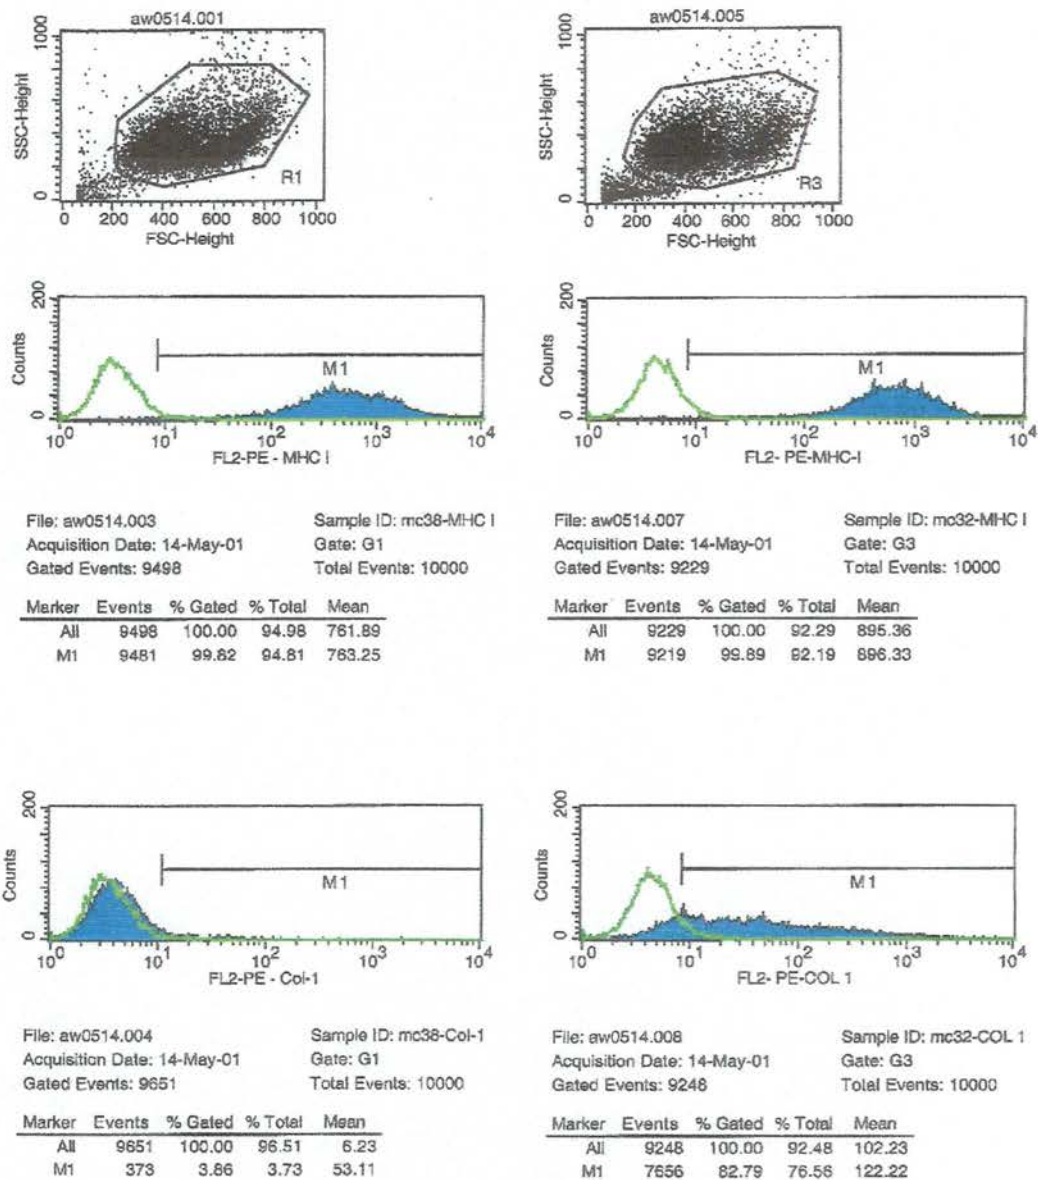 aw0514.001
1000
SSC-Height
0
R1
0 200 400 600 800 1000
FSC-Height
aw0514.005
1000
SSC-Height
0
R3
0 200 400 600 800 1000
FSC-Height
200
Counts
0
M1
10^0 10^1 10^2 10^3 10^4
FL2-PE - MHC I
200
Counts
0
M1
10^0 10^1 10^2 10^3 10^4
FL2- PE-MHC-I
File: aw0514.003 Sample ID: mc38-MHC I
Acquisition Date: 14-May-01 Gate: G1
Gated Events: 9498 Total Events: 10000
Marker Events % Gated % Total Mean
All 9498 100.00 94.98 761.89
M1 9481 99.82 94.81 763.25
File: aw0514.007 Sample ID: mc32-MHC I
Acquisition Date: 14-May-01 Gate: G3
Gated Events: 9229 Total Events: 10000
Marker Events % Gated % Total Mean
All 9229 100.00 92.29 895.36
M1 9219 99.89 92.19 896.33
200
Counts
0
M1
10^0 10^1 10^2 10^3 10^4
FL2-PE - Col-1
200
Counts
0
M1
10^0 10^1 10^2 10^3 10^4
FL2- PE-COL 1
File: aw0514.004 Sample ID: mc38-Col-1
Acquisition Date: 14-May-01 Gate: G1
Gated Events: 9651 Total Events: 10000
Marker Events % Gated % Total Mean
All 9651 100.00 96.51 6.23
M1 373 3.86 3.73 53.11
File: aw0514.008 Sample ID: mc32-COL 1
Acquisition Date: 14-May-01 Gate: G3
Gated Events: 9248 Total Events: 10000
Marker Events % Gated % Total Mean
All 9248 100.00 92.48 102.23
M1 7656 82.79 76.56 122.22